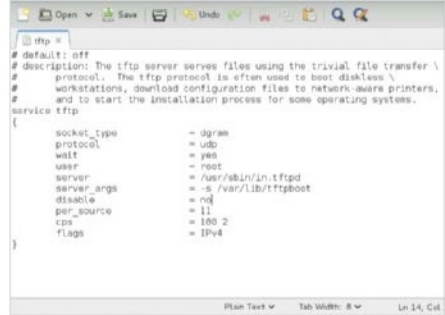 Open Save Undo
tftp ×
# default: off
# description: The tftp server serves files using the trivial file transfer \
# protocol. The tftp protocol is often used to boot diskless \
# workstations, download configuration files to network-aware printers,
# and to start the installation process for some operating systems.
service tftp
{
socket_type = dgram
protocol = udp
wait = yes
user = root
server = /usr/sbin/in.tftpd
server_args = -s /var/lib/tftpboot
disable = no
per_source = 11
cps = 100 2
flags = IPv4
}
Plain Text Tab Width: 8 Ln 14, Col